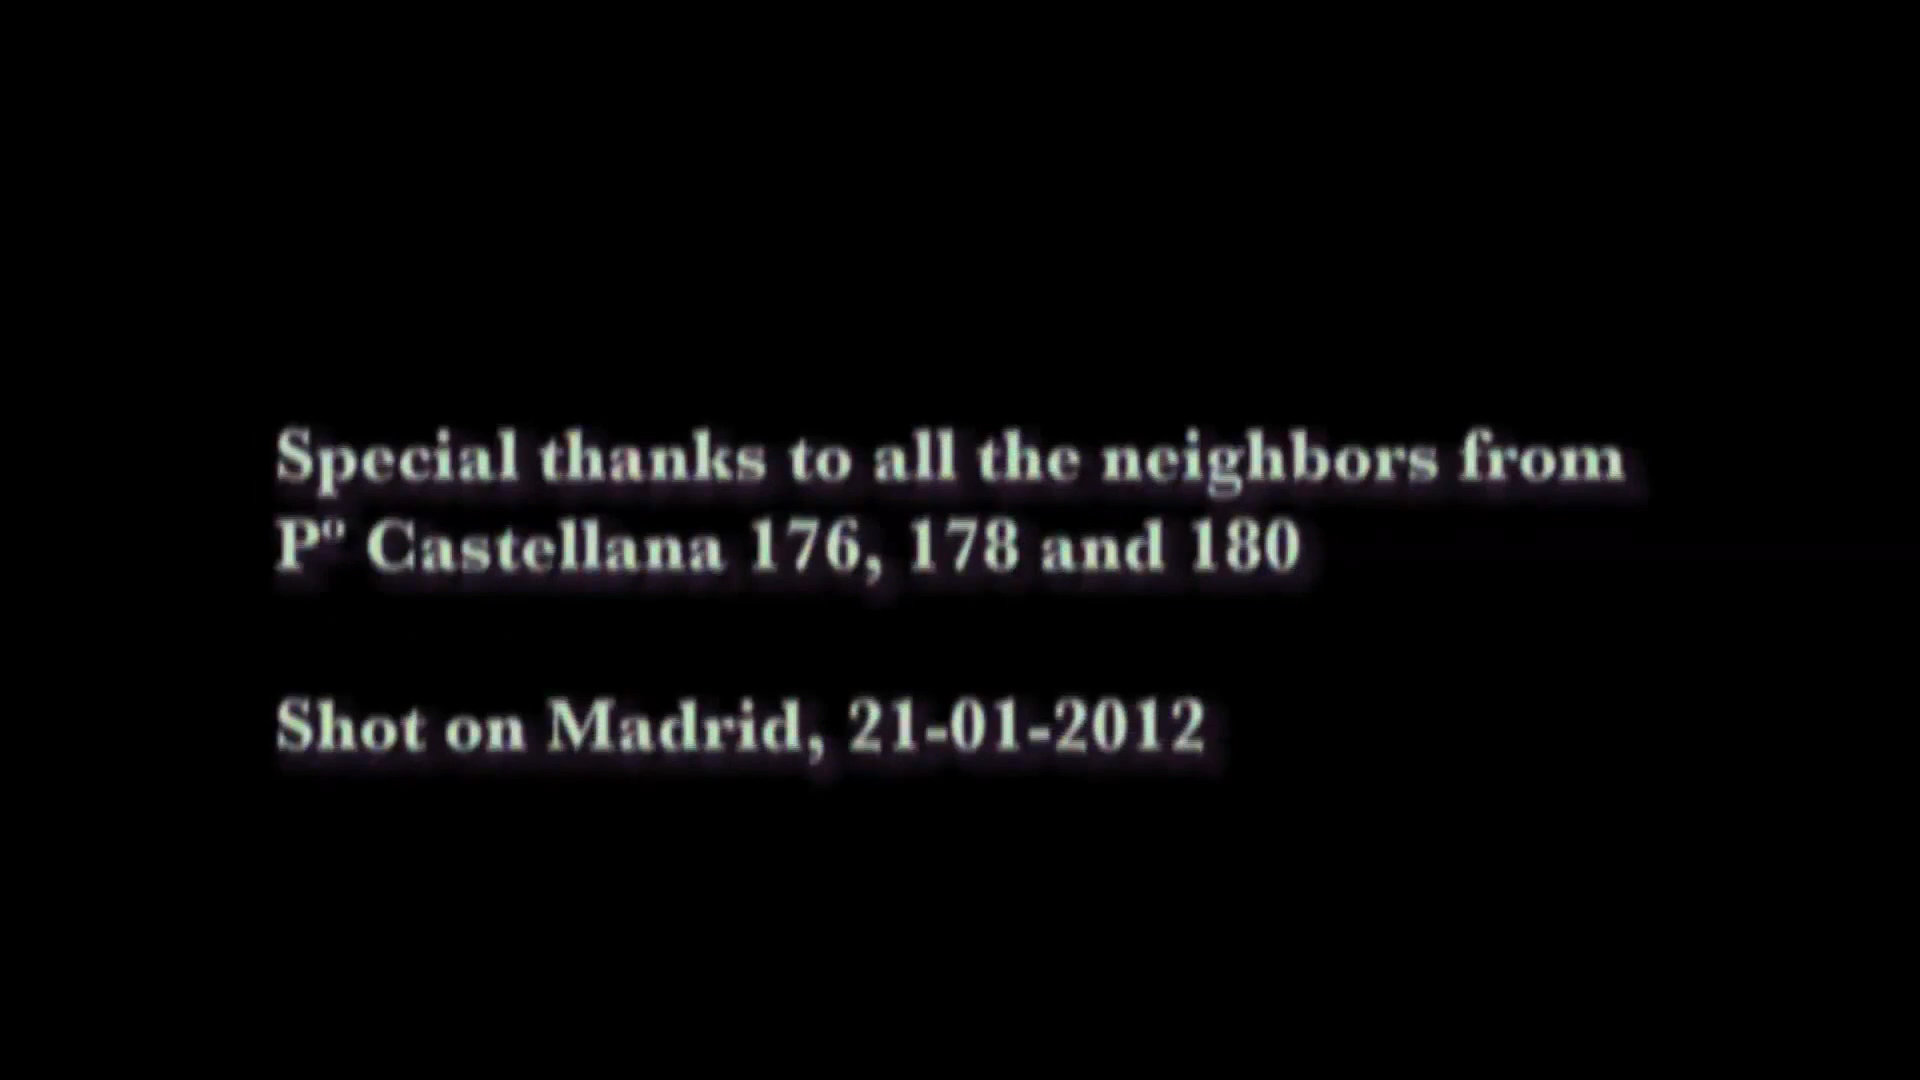 Special thanks to all the neighbors from
Pº Castellana 176, 178 and 180
Shot on Madrid, 21-01-2012